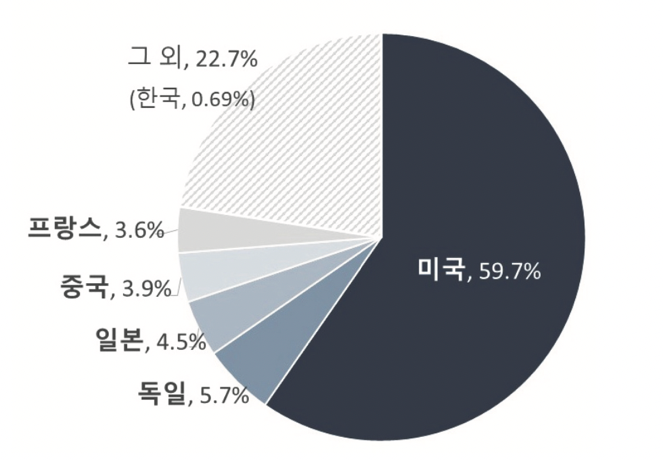 그 외, 22.7%
(한국, 0.69%)
프랑스, 3.6%
중국, 3.9%
일본, 4.5%
독일, 5.7%
미국, 59.7%